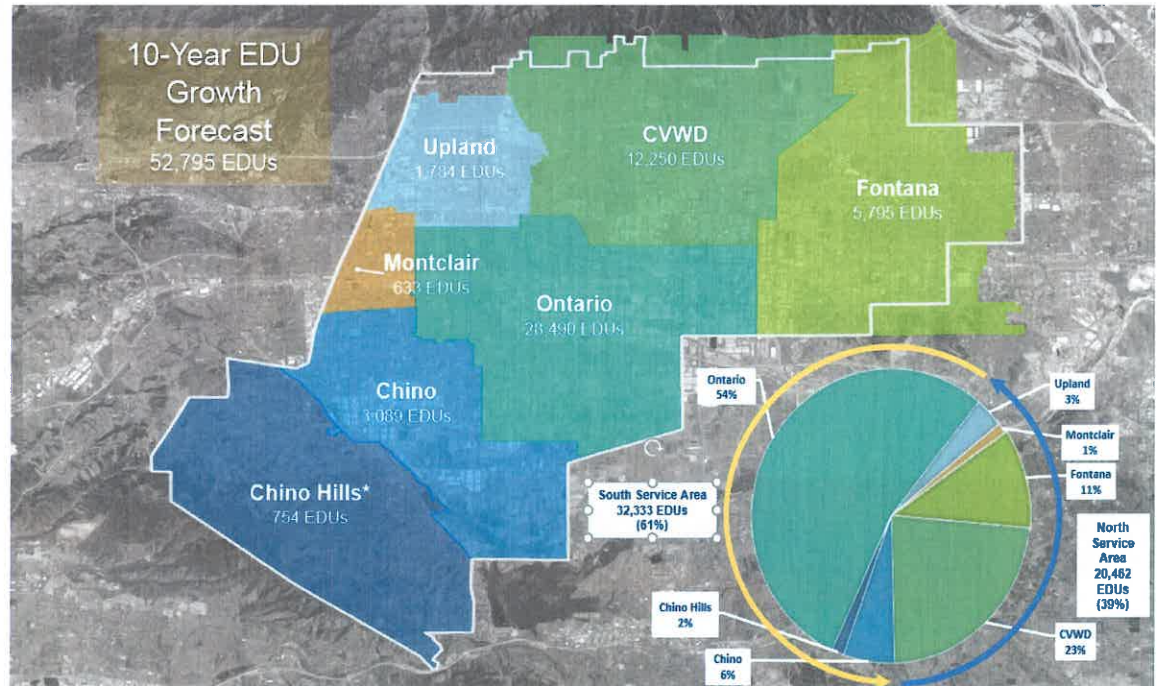 10-Year EDU
Growth
Forecast
52,795 EDUs
Upland
1,784 EDUs
CVWD
12,250 EDUs
Fontana
5,795 EDUs
Montclair
633 EDUs
Ontario
28,490 EDUs
Chino
3,089 EDUs
Chino Hills*
754 EDUs
Ontario
54%
Upland
3%
Montclair
1%
Fontana
11%
South Service Area
32,333 EDUs
(61%)
North
Service
Area
20,462
EDUs
(39%)
Chino Hills
2%
Chino
6%
CVWD
23%